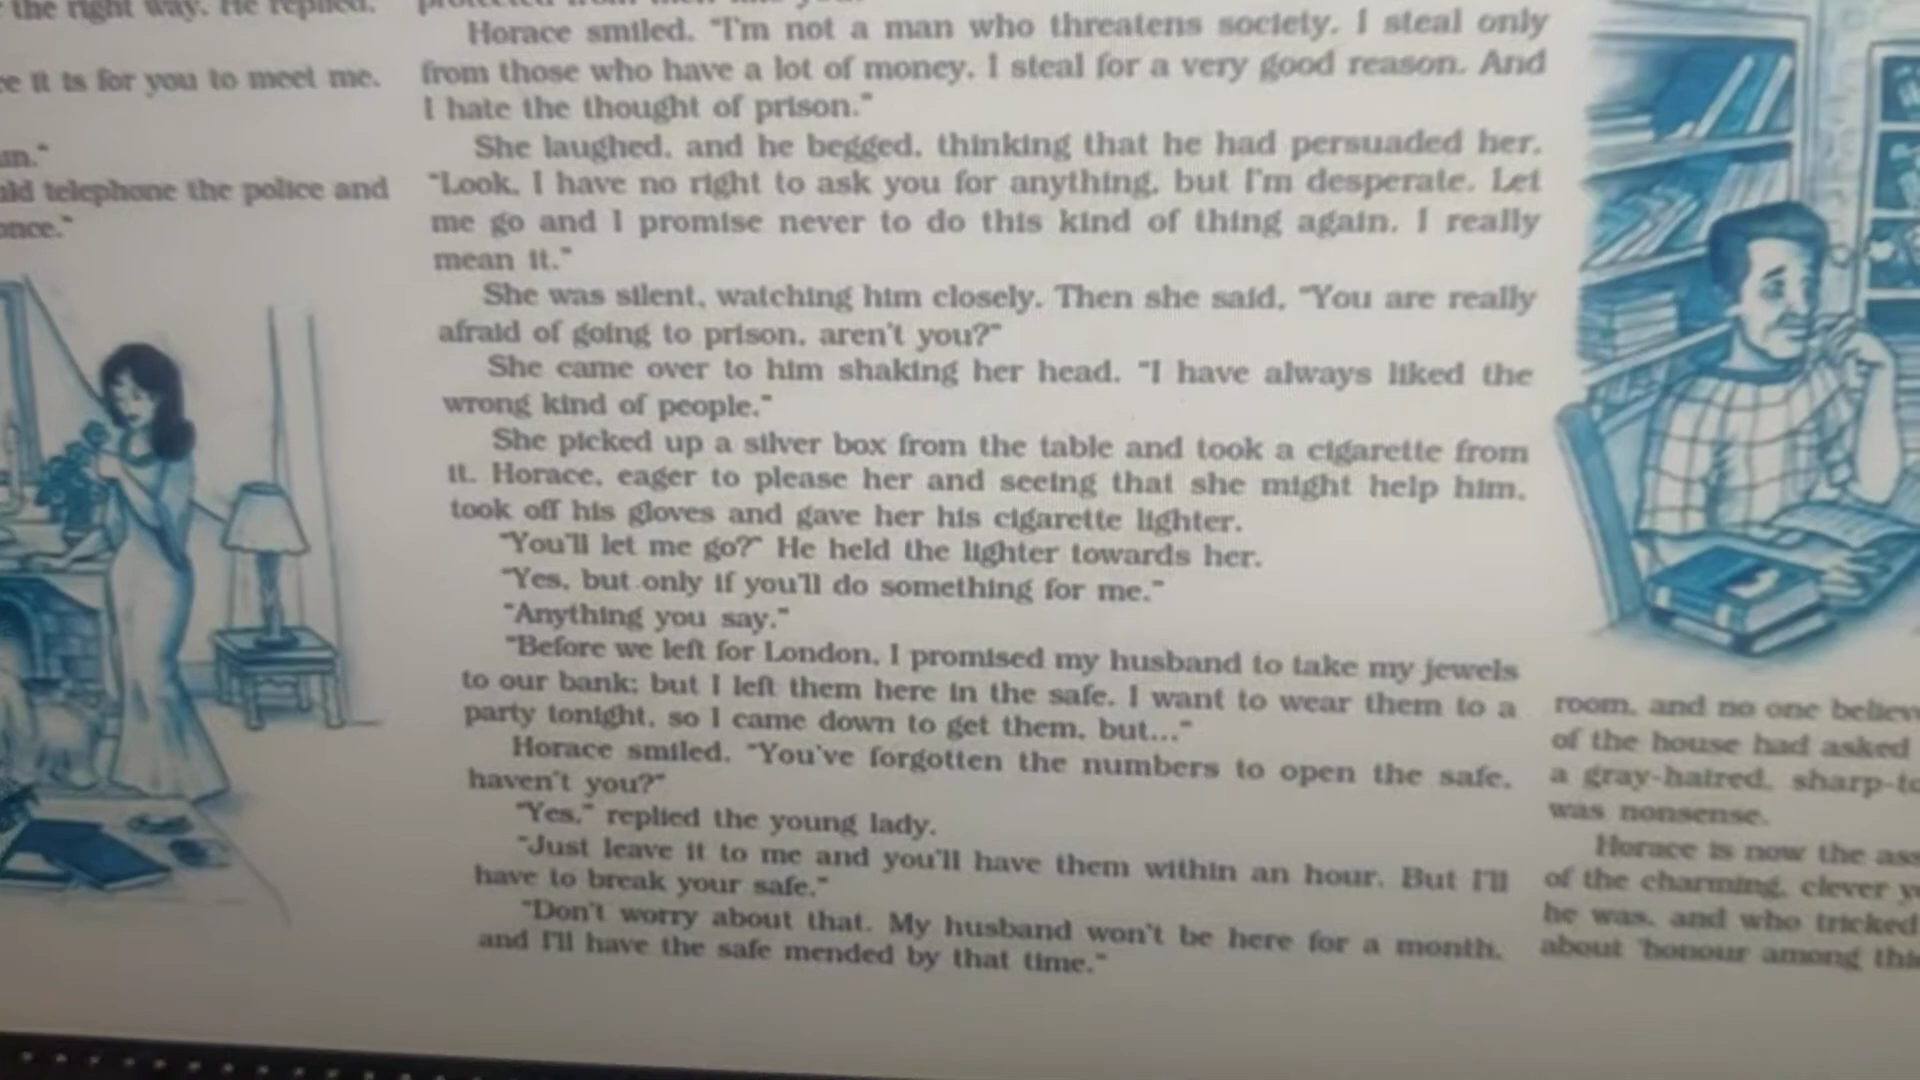 the right way. He replied.
re it is for you to meet me.
telephone the police and
Horace smiled. "I'm not a man who threatens society. I steal only
from those who have a lot of money. I steal for a very good reason. And
I hate the thought of prison."
She laughed, and he begged, thinking that he had persuaded her.
"Look, I have no right to ask you for anything, but I'm desperate. Let
me go and I promise never to do this kind of thing again. I really
mean it."
She was silent, watching him closely. Then she said, "You are really
afraid of going to prison, aren't you?"
She came over to him shaking her head. "I have always liked the
wrong kind of people."
She picked up a silver box from the table and took a cigarette from
it. Horace, eager to please her and seeing that she might help him,
took off his gloves and gave her his cigarette lighter.
"You'll let me go?" He held the lighter towards her.
"Yes, but only if you'll do something for me."
"Anything you say."
"Before we left for London, I promised my husband to take my jewels
to our bank; but I left them here in the safe. I want to wear them to a
party tonight, so I came down to get them, but..."
Horace smiled. "You've forgotten the numbers to open the safe,
haven't you?"
"Yes," replied the young lady.
"Just leave it to me and you'll have them within an hour. But I'll
have to break your safe."
"Don't worry about that. My husband won't be here for a month,
and I'll have the safe mended by that time."
room, and no one believ
of the house had asked
a gray-haired, sharp-to
was nonsense.
Horace is now the ass
of the charming, clever y
he was, and who tricked
about 'honour among thi